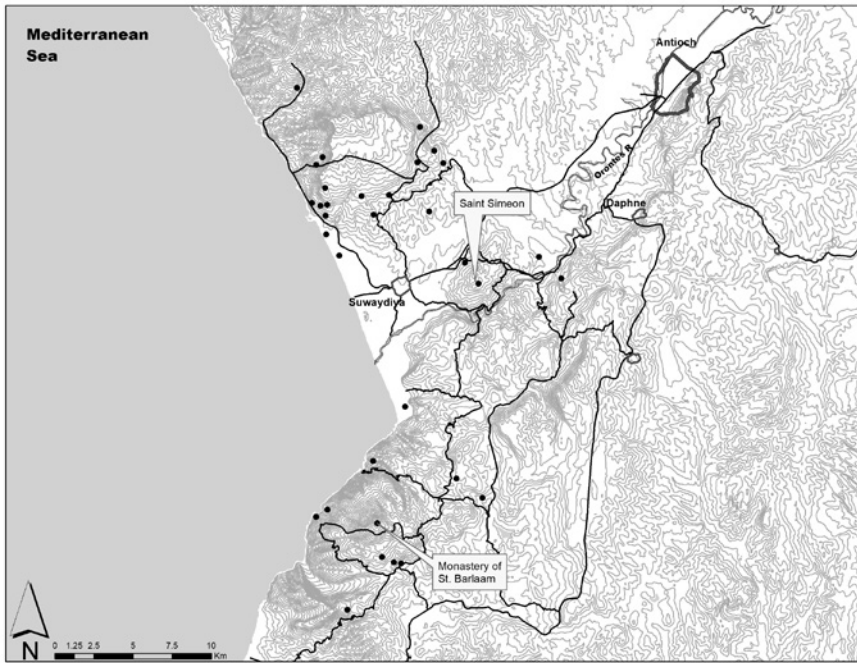 Mediterranean
Sea
Antioch
Orontes R
Daphne
Saint Simeon
Suwaydiya
Monastery of
St. Barlaam
N
0 1.25 2.5 5 7.5 10
Km